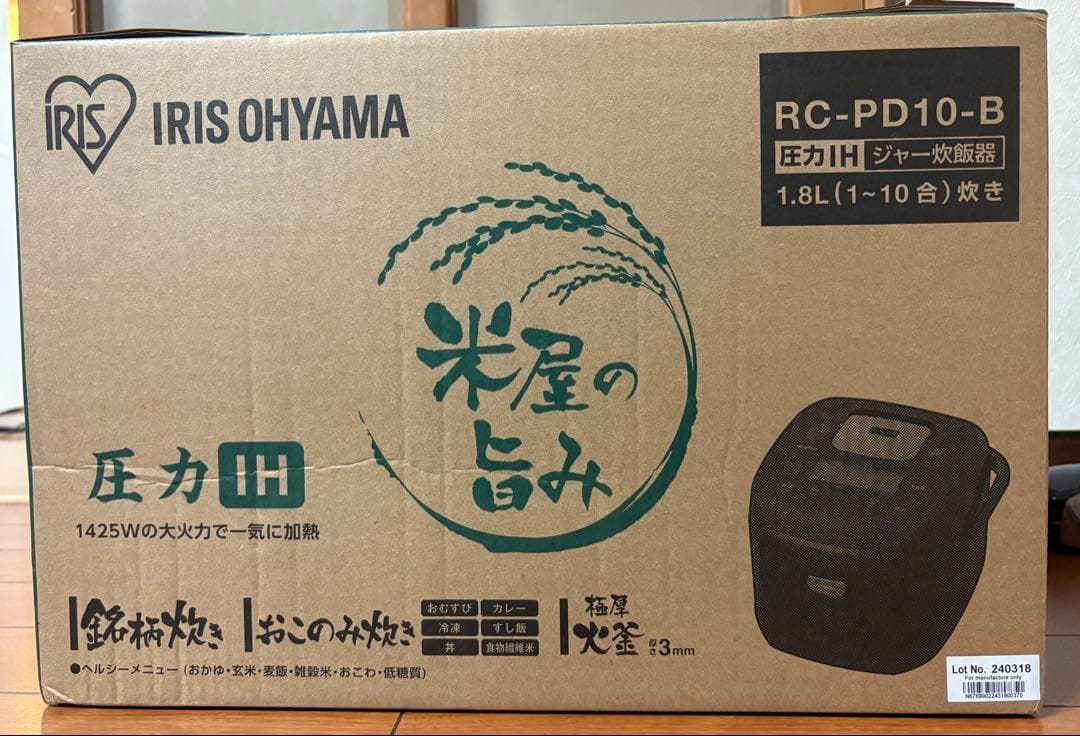 IRIS
IRIS OHYAMA
RC-PD10-B
圧力IH ジャー炊飯器
1.8L(1~10合)炊き
米屋の
旨み
圧力IH
1425Wの大火力で一気に加熱
銘柄炊き
おこのみ炊き
おむすび カレー
冷凍 すし飯
丼 食物繊維米
極厚
火釜 厚さ3mm
●ヘルシーメニュー(おかゆ・玄米・麦飯・雑穀米・おこわ・低糖質)
Lot No. 240318
For manufacture only
N67699022431800375